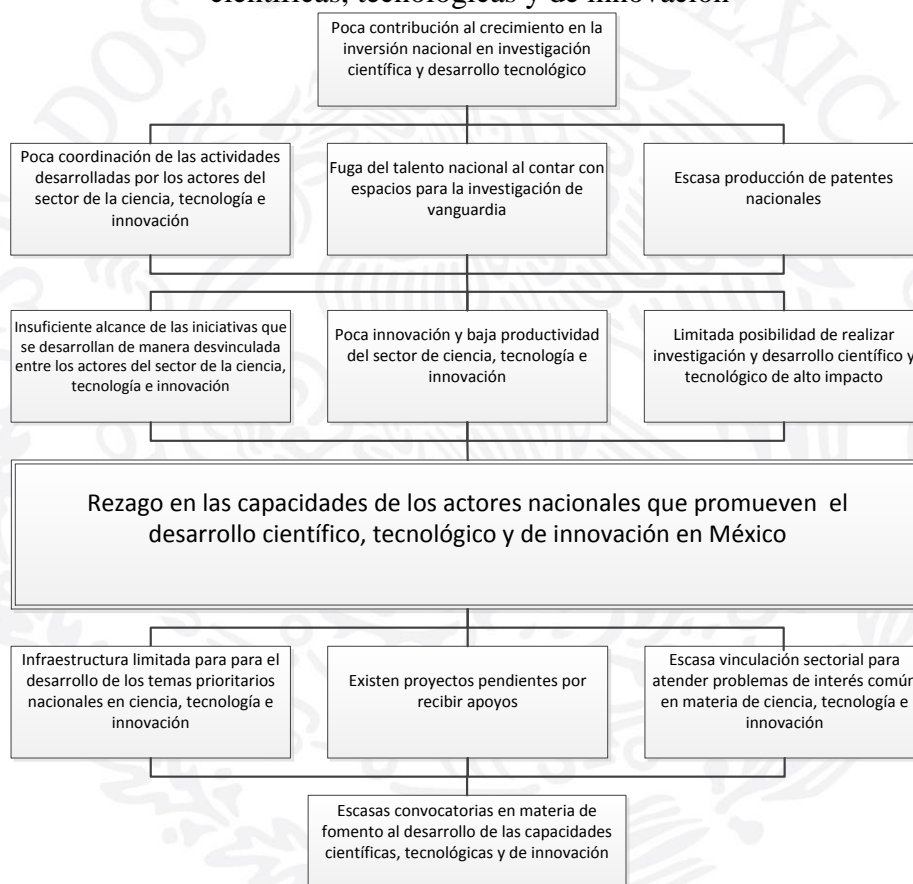 científicas, tecnológicas y de innovación
Poca contribución al crecimiento en la
inversión nacional en investigación
científica y desarrollo tecnológico
Poca coordinación de las actividades
desarrolladas por los actores del
sector de la ciencia, tecnología e
innovación
Fuga del talento nacional al contar con
espacios para la investigación de
vanguardia
Escasa producción de patentes
nacionales
Insuficiente alcance de las iniciativas que
se desarrollan de manera desvinculada
entre los actores del sector de la ciencia,
tecnología e innovación
Poca innovación y baja productividad
del sector de ciencia, tecnología e
innovación
Limitada posibilidad de realizar
investigación y desarrollo científico y
tecnológico de alto impacto
Rezago en las capacidades de los actores nacionales que promueven el
desarrollo científico, tecnológico y de innovación en México
Infraestructura limitada para para el
desarrollo de los temas prioritarios
nacionales en ciencia, tecnología e
innovación
Existen proyectos pendientes por
recibir apoyos
Escasa vinculación sectorial para
atender problemas de interés común
en materia de ciencia, tecnología e
innovación
Escasas convocatorias en materia de
fomento al desarrollo de las capacidades
científicas, tecnológicas y de innovación